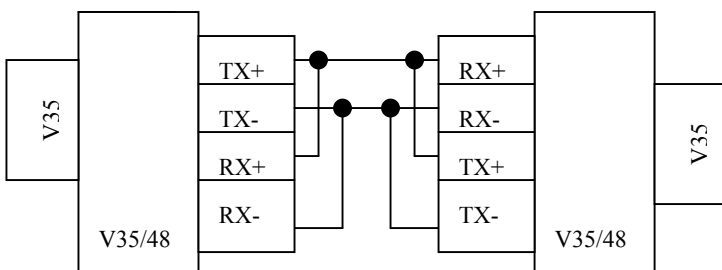 V35
TX+
TX-
RX+
RX-
V35/48
RX+
RX-
TX+
TX-
V35/48
V35